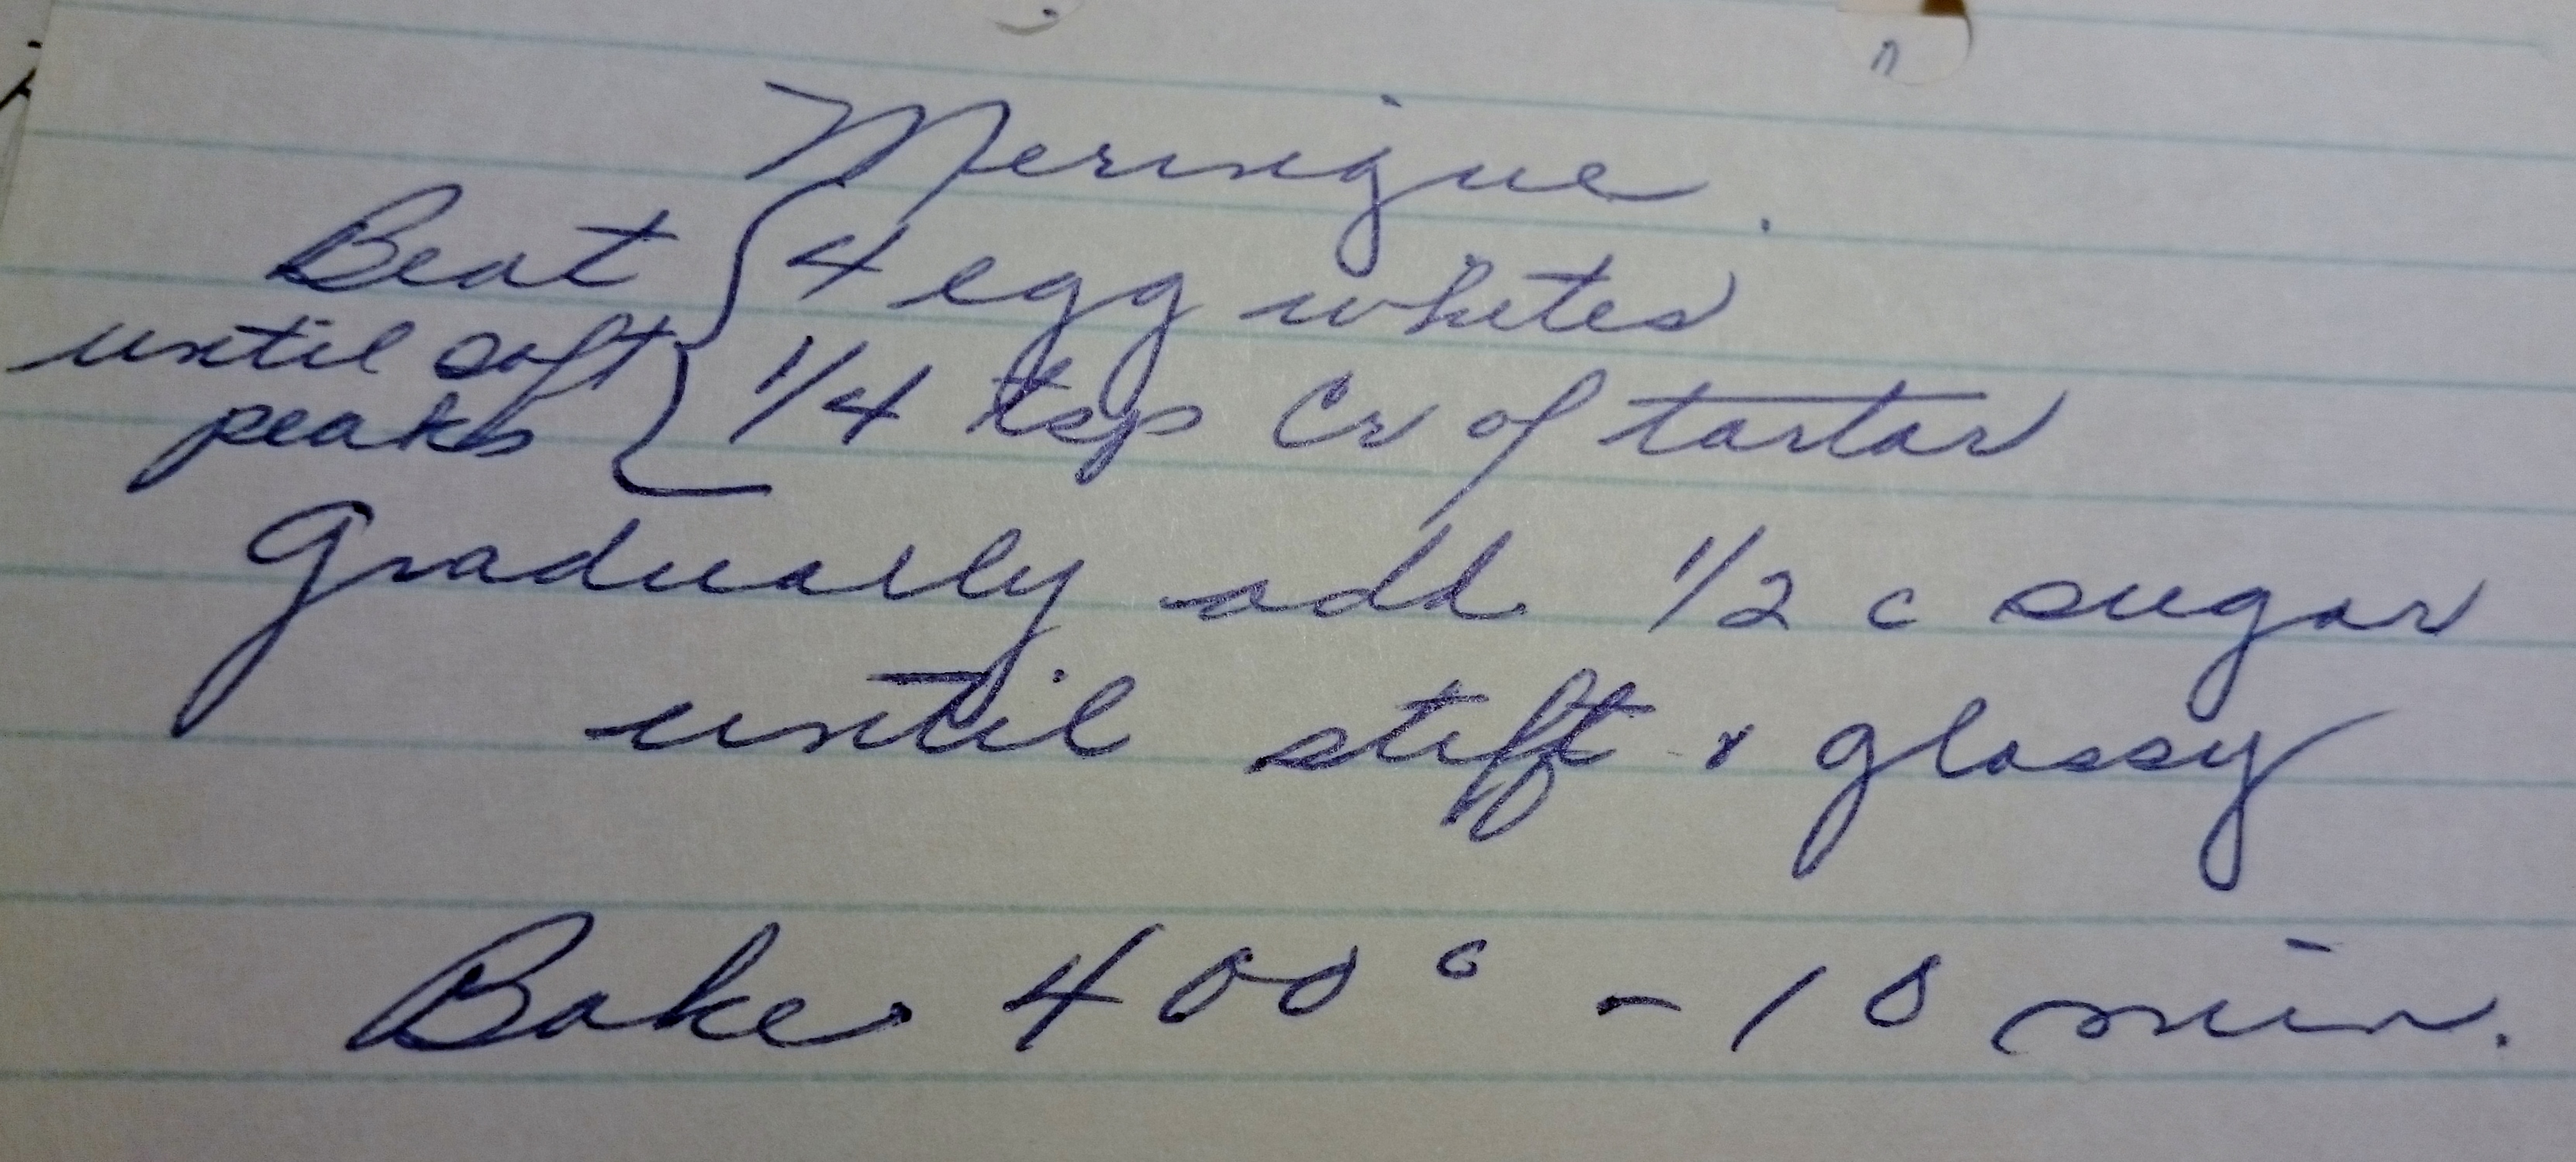 Meringue
Beat { 4 egg whites
until soft
peaks { 1/4 tsp Cr of tartar
Gradually add 1/2 c sugar
until stiff & glossy
Bake 400° - 10 min.